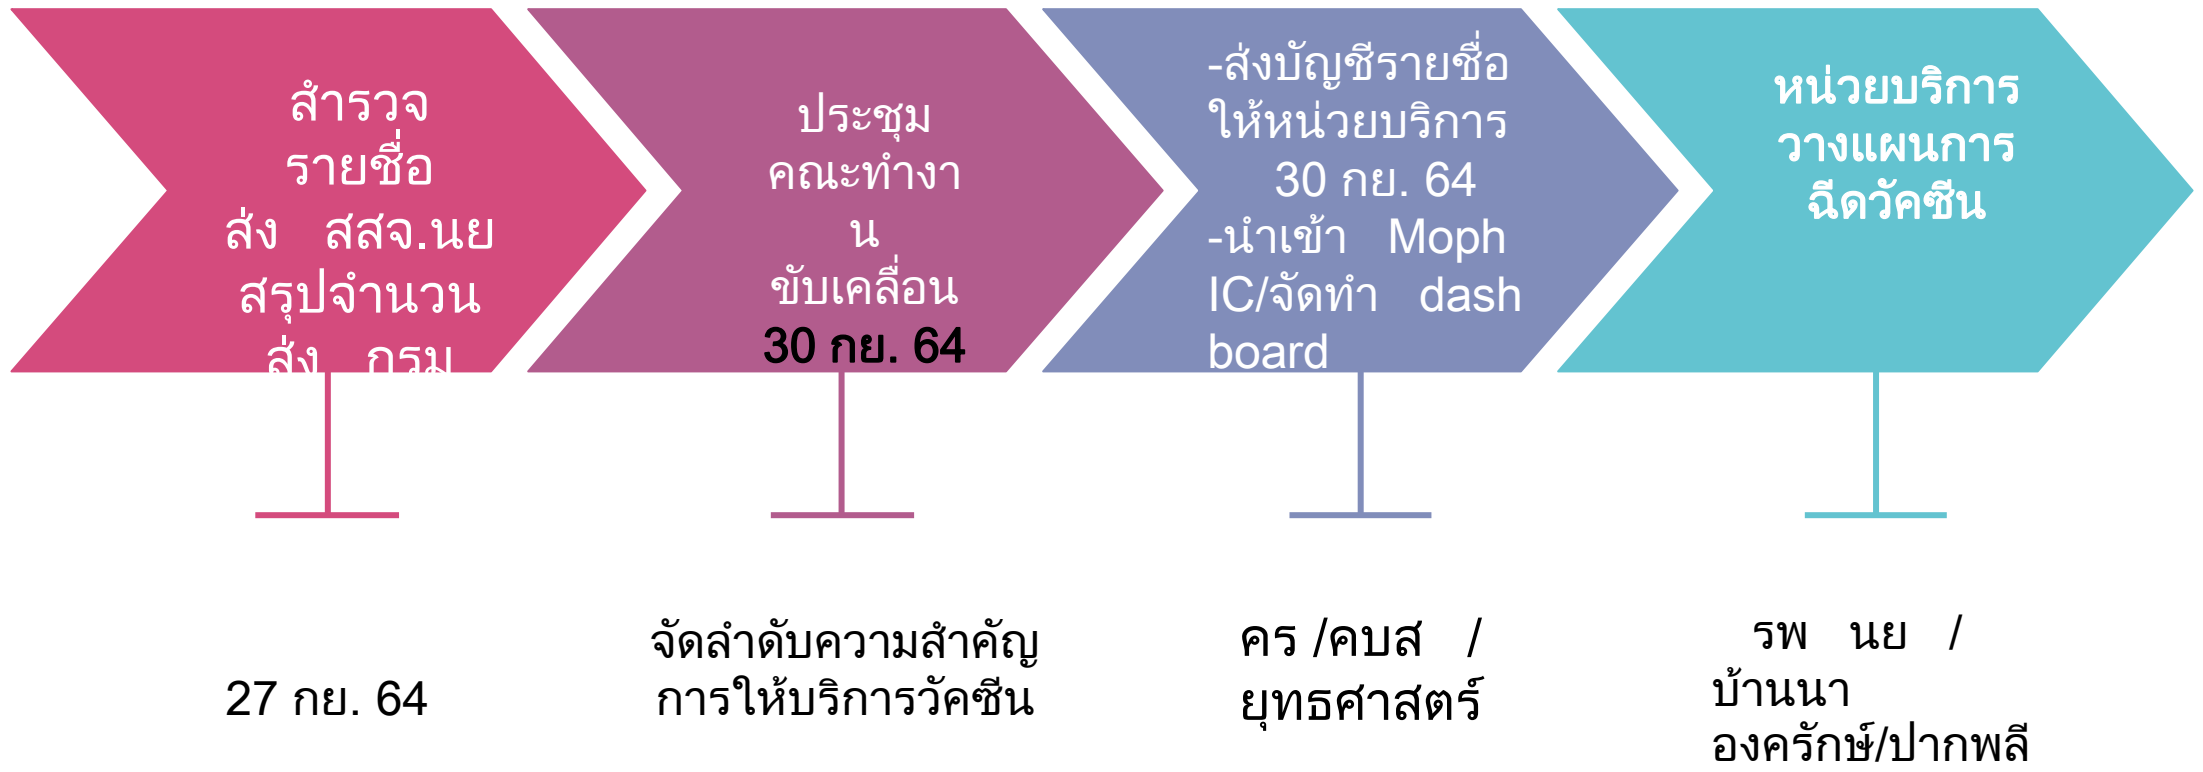 สำรวจ
รายชื่อ
ส่ง สสจ.นย
สรุปจำนวน
ส่ง กรม
ประชุม
คณะทำงา
น
ขับเคลื่อน
30 กย. 64
-ส่งบัญชีรายชื่อ
ให้หน่วยบริการ
30 กย. 64
-นำเข้า Moph
IC/จัดทำ dash
board
หน่วยบริการ
วางแผนการ
ฉีดวัคซีน
27 กย. 64
จัดลำดับความสำคัญ
การให้บริการวัคซีน
คร /คบส /
ยุทธศาสตร์
รพ นย /
บ้านนา
องครักษ์/ปากพลี